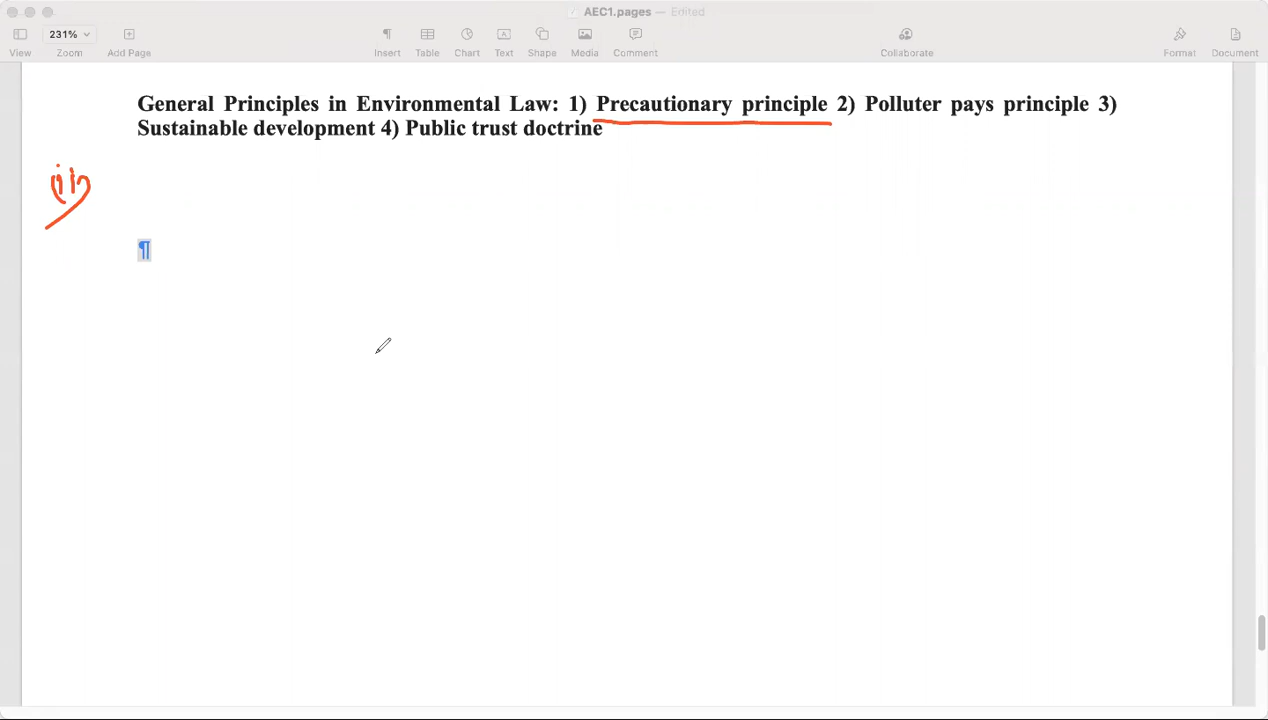 AEC1.pages — Edited
231%
View Zoom Add Page Insert Table Chart Text Shape Media Comment Collaborate Format Document
General Principles in Environmental Law: 1) Precautionary principle 2) Polluter pays principle 3)
Sustainable development 4) Public trust doctrine
¶